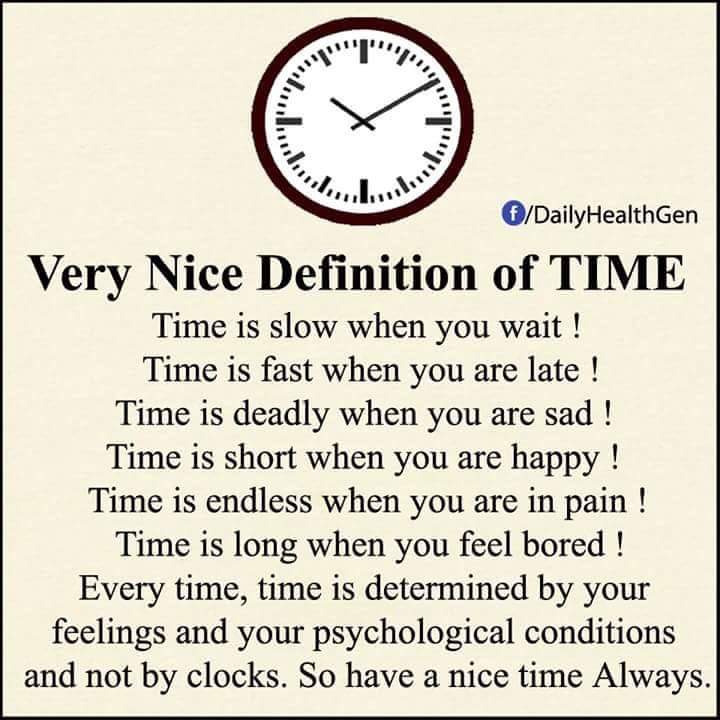 f/DailyHealthGen
Very Nice Definition of TIME
Time is slow when you wait !
Time is fast when you are late !
Time is deadly when you are sad !
Time is short when you are happy !
Time is endless when you are in pain !
Time is long when you feel bored !
Every time, time is determined by your
feelings and your psychological conditions
and not by clocks. So have a nice time Always.